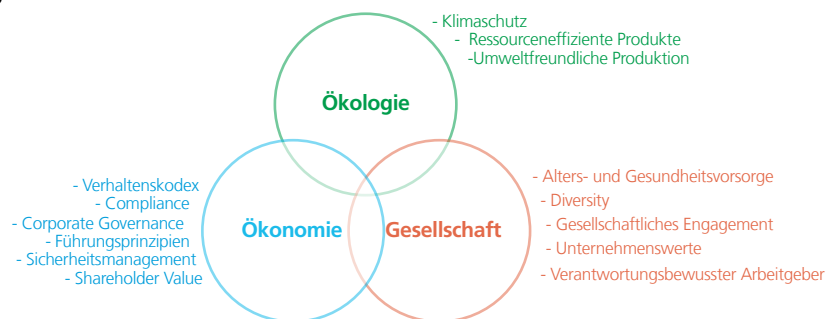 - Klimaschutz
- Ressourceneffiziente Produkte
-Umweltfreundliche Produktion
Ökologie
- Verhaltenskodex
- Compliance
- Corporate Governance
- Führungsprinzipien
- Sicherheitsmanagement
- Shareholder Value
Ökonomie
Gesellschaft
- Alters- und Gesundheitsvorsorge
- Diversity
- Gesellschaftliches Engagement
- Unternehmenswerte
- Verantwortungsbewusster Arbeitgeber